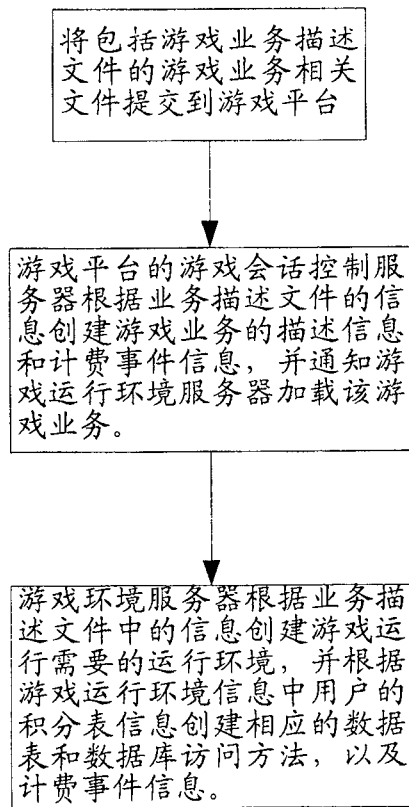 将包括游戏业务描述
文件的游戏业务相关
文件提交到游戏平台
游戏平台的游戏会话控制服
务器根据业务描述文件的信
息创建游戏业务的描述信息
和计费事件信息，并通知游
戏运行环境服务器加载该游
戏业务。
游戏环境服务器根据业务描
述文件中的信息创建游戏运
行需要的运行环境，并根据
游戏运行环境信息中用户的
积分表信息创建相应的数据
表和数据库访问方法，以及
计费事件信息。